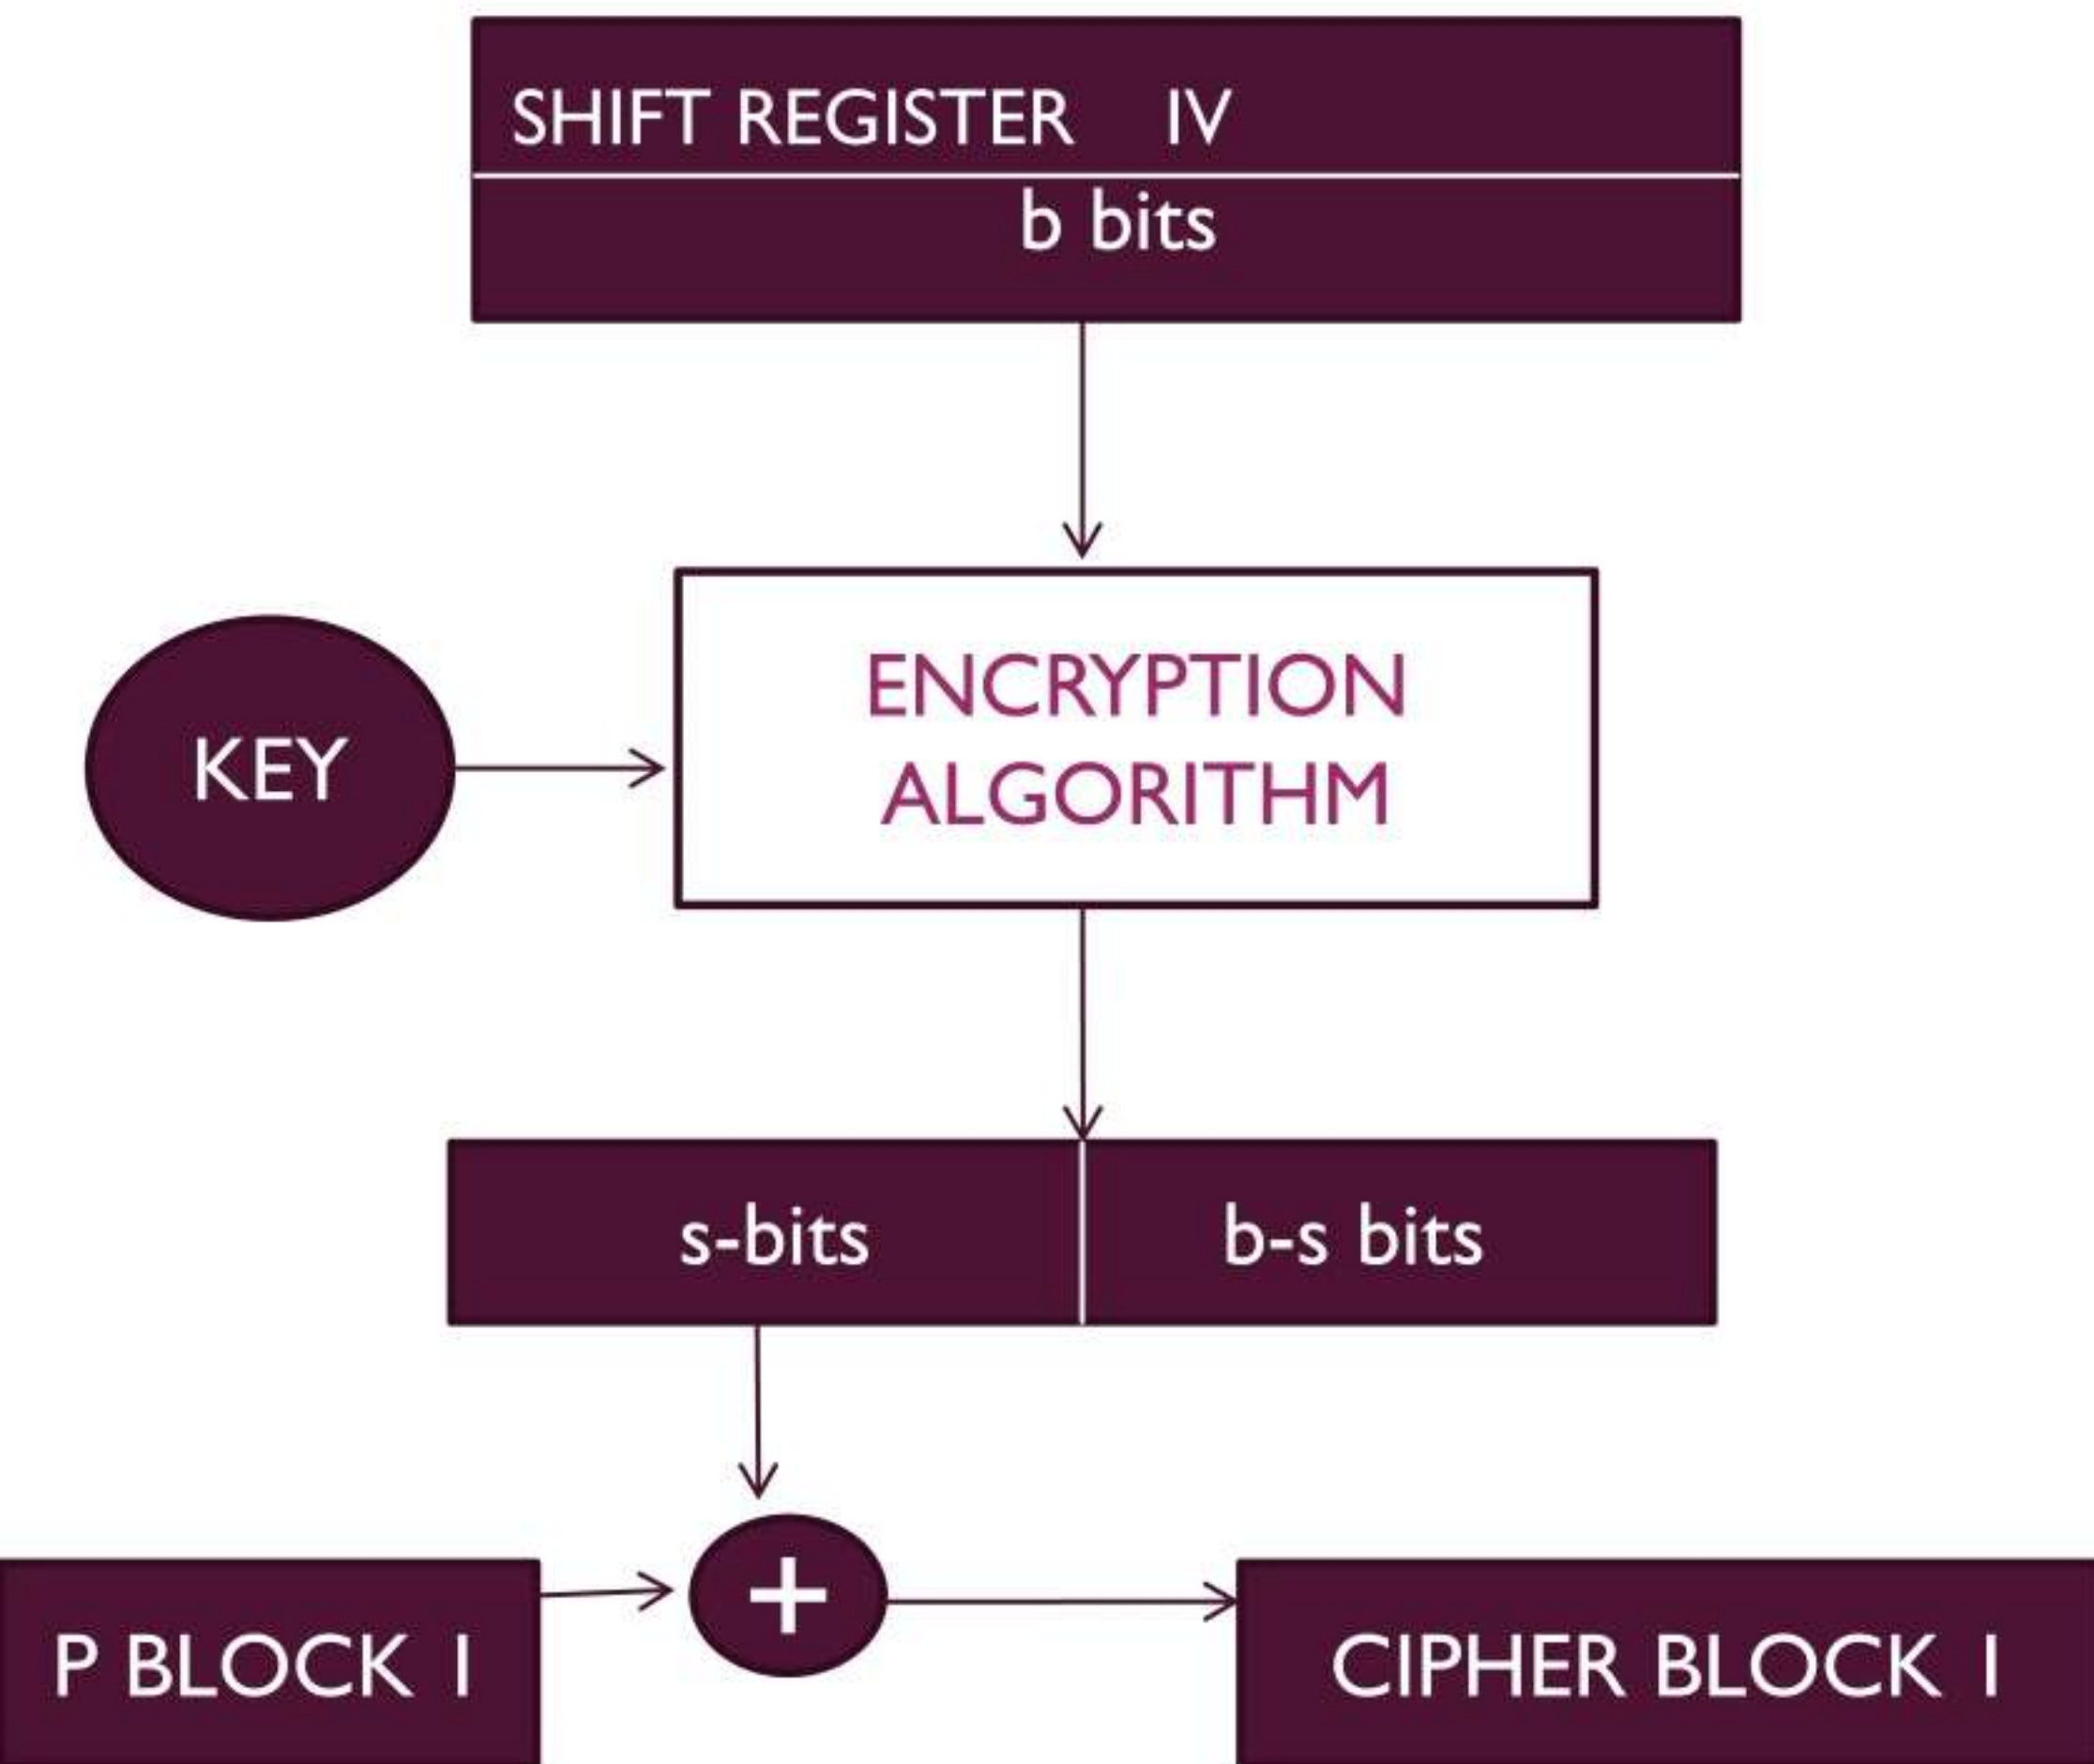 SHIFT REGISTER IV
b bits
KEY
ENCRYPTION
ALGORITHM
s-bits
b-s bits
+
P BLOCK 1
CIPHER BLOCK 1